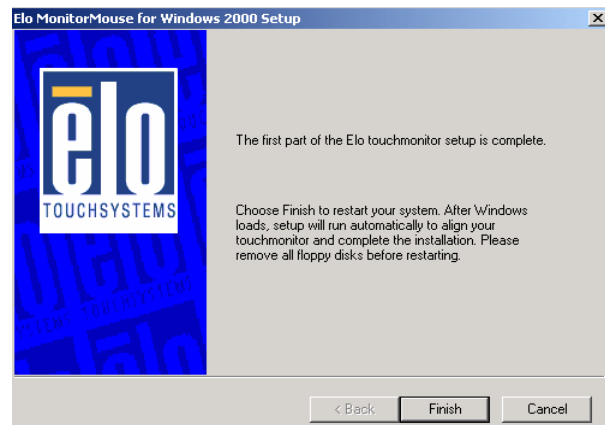 Elo MonitorMouse for Windows 2000 Setup
The first part of the Elo touchmonitor setup is complete.
ēlo
TOUCHSYSTEMS
Choose Finish to restart your system. After Windows
loads, setup will run automatically to align your
touchmonitor and complete the installation. Please
remove all floppy disks before restarting.
< Back
Finish
Cancel